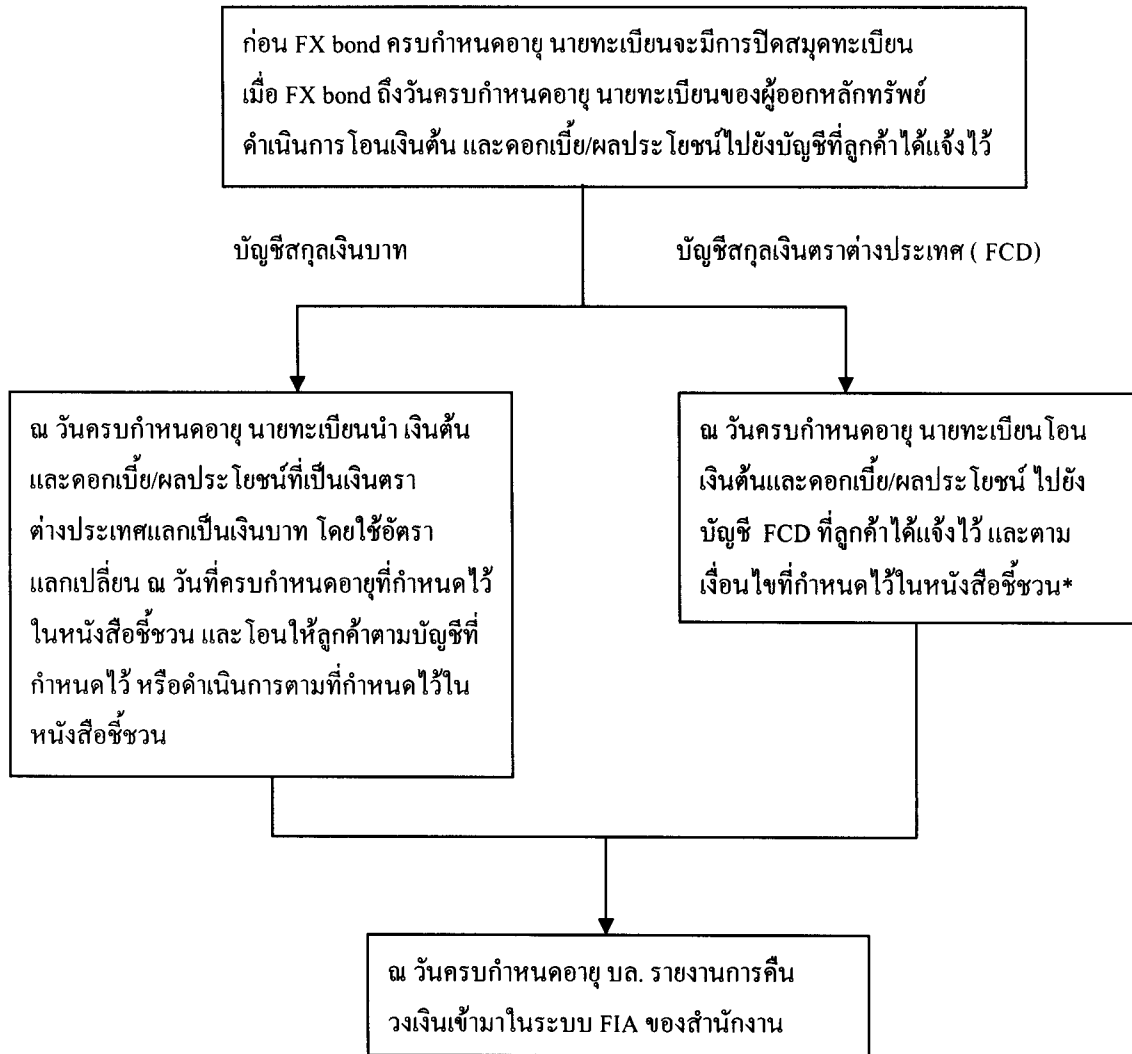 ก่อน FX bond ครบกำหนดอายุ นายทะเบียนจะมีการปิดสมุดทะเบียน
เมื่อ FX bond ถึงวันครบกำหนดอายุ นายทะเบียนของผู้ออกหลักทรัพย์
ดำเนินการโอนเงินต้น และดอกเบี้ย/ผลประโยชน์ไปยังบัญชีที่ลูกค้าได้แจ้งไว้
บัญชีสกุลเงินบาท
บัญชีสกุลเงินตราต่างประเทศ ( FCD)
ณ วันครบกำหนดอายุ นายทะเบียนนำ เงินต้น
และดอกเบี้ย/ผลประโยชน์ที่เป็นเงินตรา
ต่างประเทศแลกเป็นเงินบาท โดยใช้อัตรา
แลกเปลี่ยน ณ วันที่ครบกำหนดอายุที่กำหนดไว้
ในหนังสือชี้ชวน และโอนให้ลูกค้าตามบัญชีที่
กำหนดไว้ หรือดำเนินการตามที่กำหนดไว้ใน
หนังสือชี้ชวน
ณ วันครบกำหนดอายุ นายทะเบียนโอน
เงินต้นและดอกเบี้ย/ผลประโยชน์ ไปยัง
บัญชี FCD ที่ลูกค้าได้แจ้งไว้ และตาม
เงื่อนไขที่กำหนดไว้ในหนังสือชี้ชวน*
ณ วันครบกำหนดอายุ บล. รายงานการคืน
วงเงินเข้ามาในระบบ FIA ของสำนักงาน